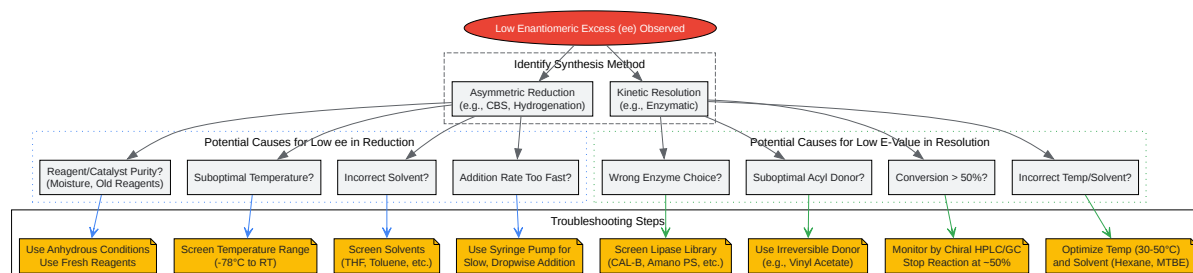 Low Enantiomeric Excess (ee) Observed
Identify Synthesis Method
Asymmetric Reduction
(e.g., CBS, Hydrogenation)
Kinetic Resolution
(e.g., Enzymatic)
Potential Causes for Low ee in Reduction
Potential Causes for Low E-Value in Resolution
Reagent/Catalyst Purity?
(Moisture, Old Reagents)
Suboptimal Temperature?
Incorrect Solvent?
Addition Rate Too Fast?
Wrong Enzyme Choice?
Suboptimal Acyl Donor?
Conversion > 50%?
Incorrect Temp/Solvent?
Troubleshooting Steps
Use Anhydrous Conditions
Use Fresh Reagents
Screen Temperature Range
(-78°C to RT)
Screen Solvents
(THF, Toluene, etc.)
Use Syringe Pump for
Slow, Dropwise Addition
Screen Lipase Library
(CAL-B, Amano PS, etc.)
Use Irreversible Donor
(e.g., Vinyl Acetate)
Monitor by Chiral HPLC/GC
Stop Reaction at ~50%
Optimize Temp (30-50°C)
and Solvent (Hexane, MTBE)